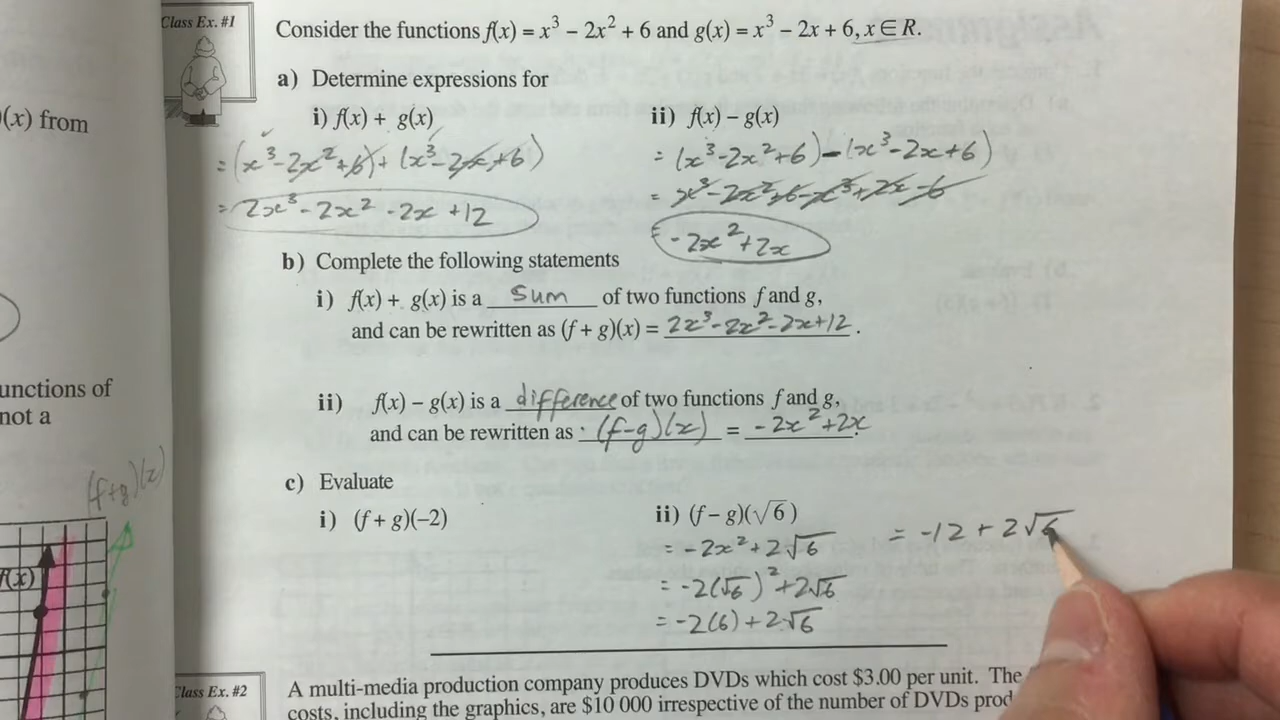 Class Ex. #1
Consider the functions f(x) = x³ − 2x² + 6 and g(x) = x³ − 2x + 6, x ∈ R.
(x) from
a) Determine expressions for
i) f(x) + g(x)
ii) f(x) − g(x)
= (x³-2x²+6)+(x³-2x+6)
= (x³-2x²+6)-(x³-2x+6)
= 2x³-2x²-2x+12
= x³-2x²+6-x³+2x-6
= -2x²+2x
b) Complete the following statements
i) f(x) + g(x) is a sum of two functions f and g,
and can be rewritten as (f + g)(x) = 2x³-2x²-2x+12.
unctions of
not a
ii) f(x) − g(x) is a difference of two functions f and g,
and can be rewritten as (f-g)(x) = -2x²+2x.
(f+g)(x)
c) Evaluate
i) (f + g)(−2)
ii) (f − g)(√6)
= -2x²+2√6
= -2(√6)²+2√6
= -2(6)+2√6
= -12+2√6
f(x)
Class Ex. #2
A multi-media production company produces DVDs which cost $3.00 per unit. The
costs, including the graphics, are $10 000 irrespective of the number of DVDs prod